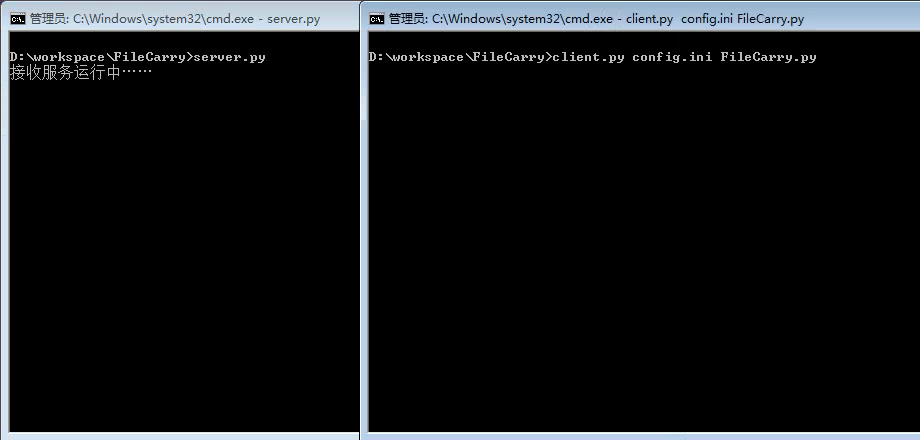 管理员: C:\Windows\system32\cmd.exe - server.py
D:\workspace\FileCarry>server.py
接收服务运行中……
管理员: C:\Windows\system32\cmd.exe - client.py  config.ini FileCarry.py
D:\workspace\FileCarry>client.py config.ini FileCarry.py